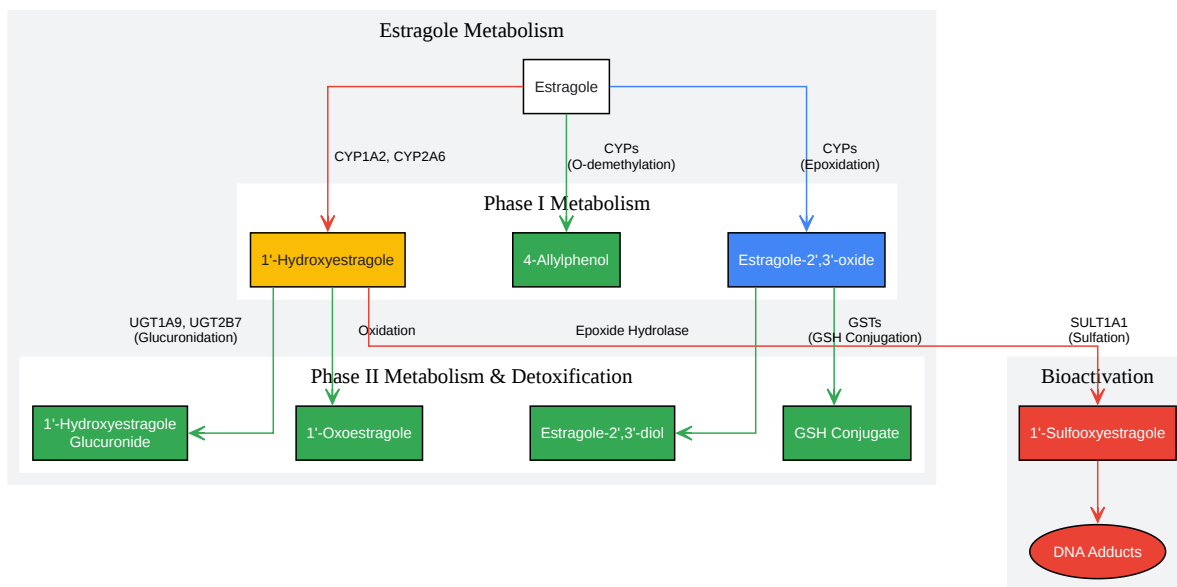 Estragole Metabolism
Estragole
CYP1A2, CYP2A6
CYPs
(O-demethylation)
CYPs
(Epoxidation)
Phase I Metabolism
1'-Hydroxyestragole
4-Allylphenol
Estragole-2',3'-oxide
UGT1A9, UGT2B7
(Glucuronidation)
Oxidation
Epoxide Hydrolase
GSTs
(GSH Conjugation)
SULT1A1
(Sulfation)
Phase II Metabolism & Detoxification
Bioactivation
1'-Hydroxyestragole
Glucuronide
1'-Oxoestragole
Estragole-2',3'-diol
GSH Conjugate
1'-Sulfooxyestragole
DNA Adducts